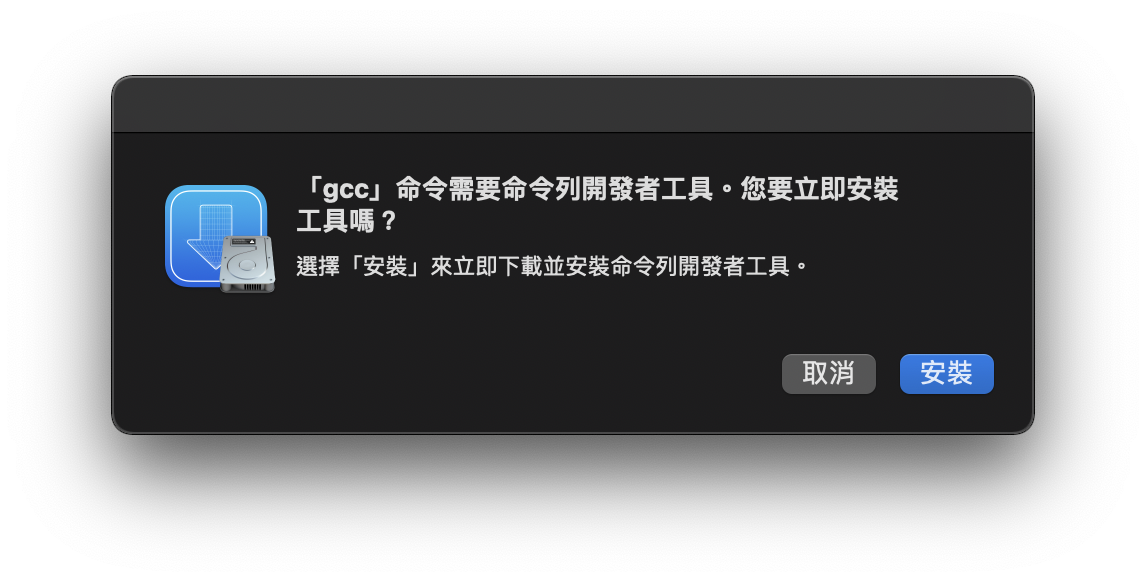 「gcc」命令需要命令列開發者工具。您要立即安裝
工具嗎？
選擇「安裝」來立即下載並安裝命令列開發者工具。
取消
安裝